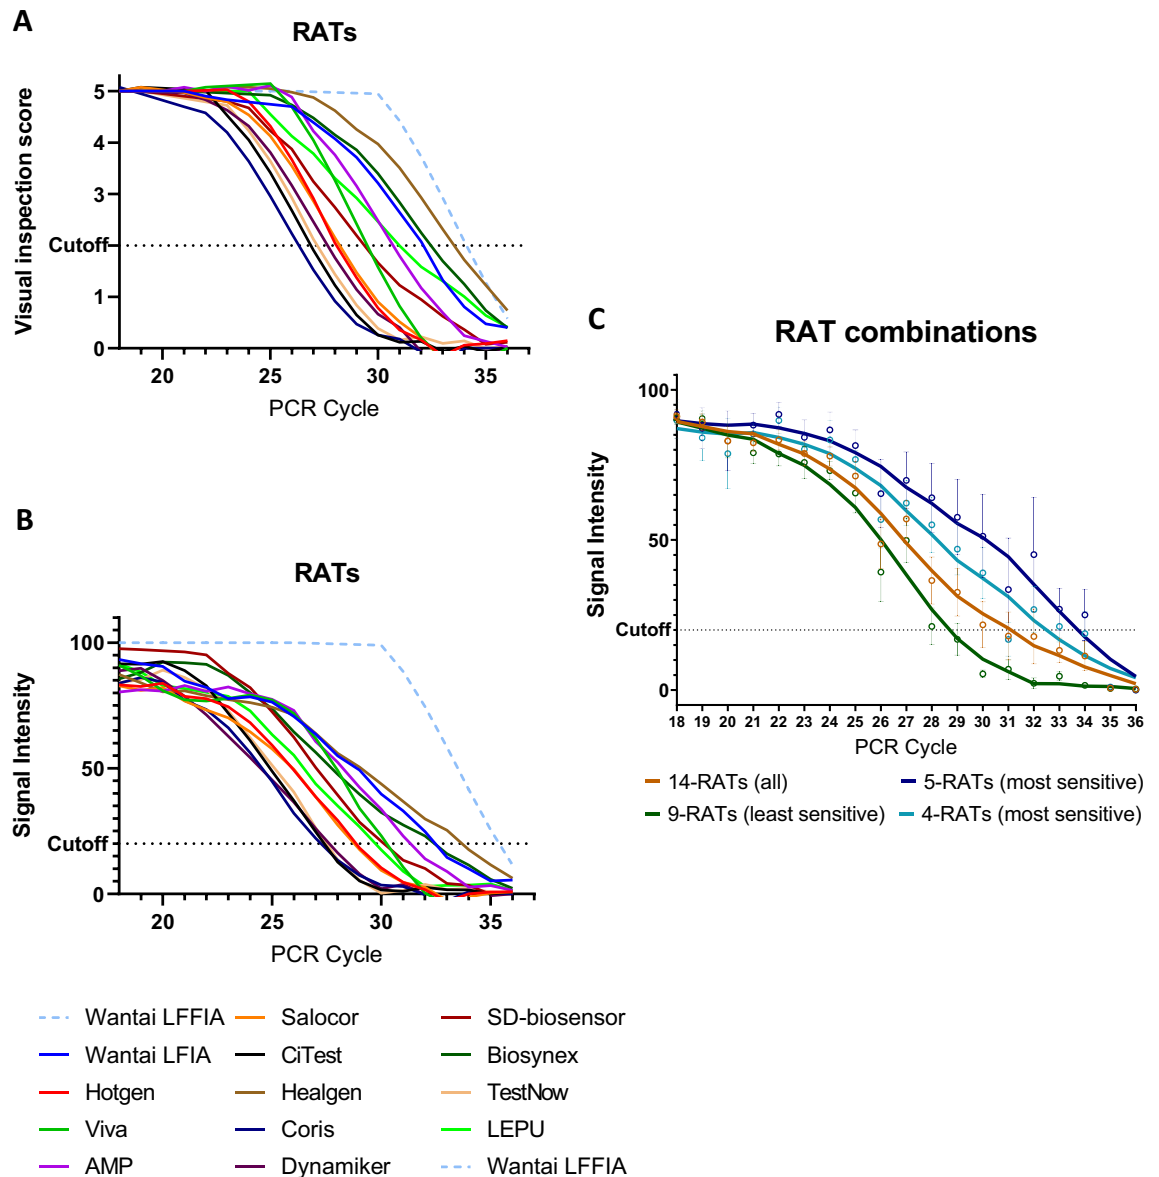 A
RATs
Visual inspection score
5
4
3
Cutoff
1
0
20 25 30 35
PCR Cycle
B
RATs
Signal Intensity
100
50
Cutoff
0
20 25 30 35
PCR Cycle
Wantai LFFIA Salocor SD-biosensor
Wantai LFIA CiTest Biosynex
Hotgen Healgen TestNow
Viva Coris LEPU
AMP Dynamiker Wantai LFFIA
C
RAT combinations
Signal Intensity
100
50
Cutoff
0
18 19 20 21 22 23 24 25 26 27 28 29 30 31 32 33 34 35 36
PCR Cycle
14-RATs (all) 5-RATs (most sensitive)
9-RATs (least sensitive) 4-RATs (most sensitive)